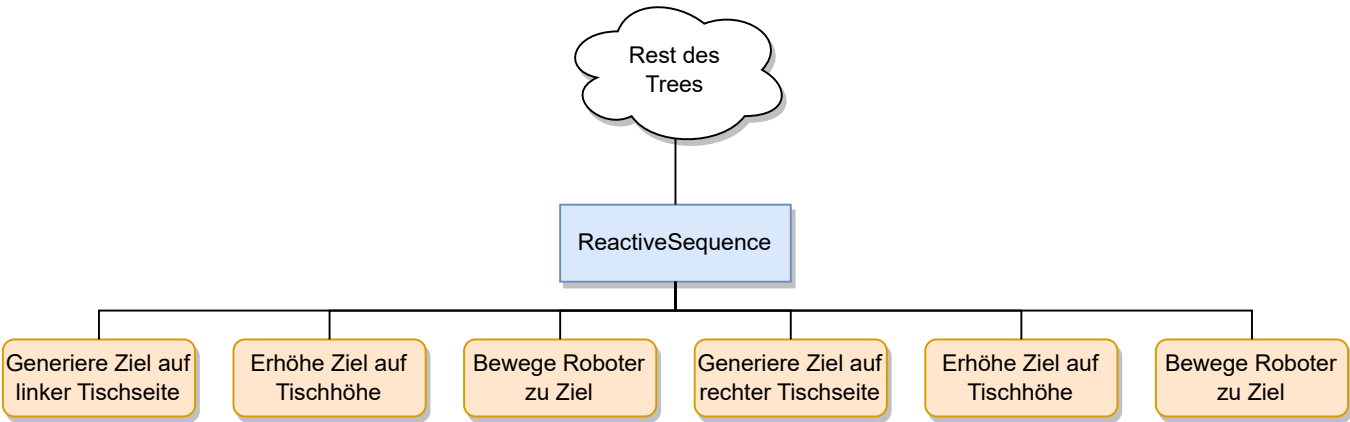 Rest des
Trees
ReactiveSequence
Generiere Ziel auf
linker Tischseite
Erhöhe Ziel auf
Tischhöhe
Bewege Roboter
zu Ziel
Generiere Ziel auf
rechter Tischseite
Erhöhe Ziel auf
Tischhöhe
Bewege Roboter
zu Ziel